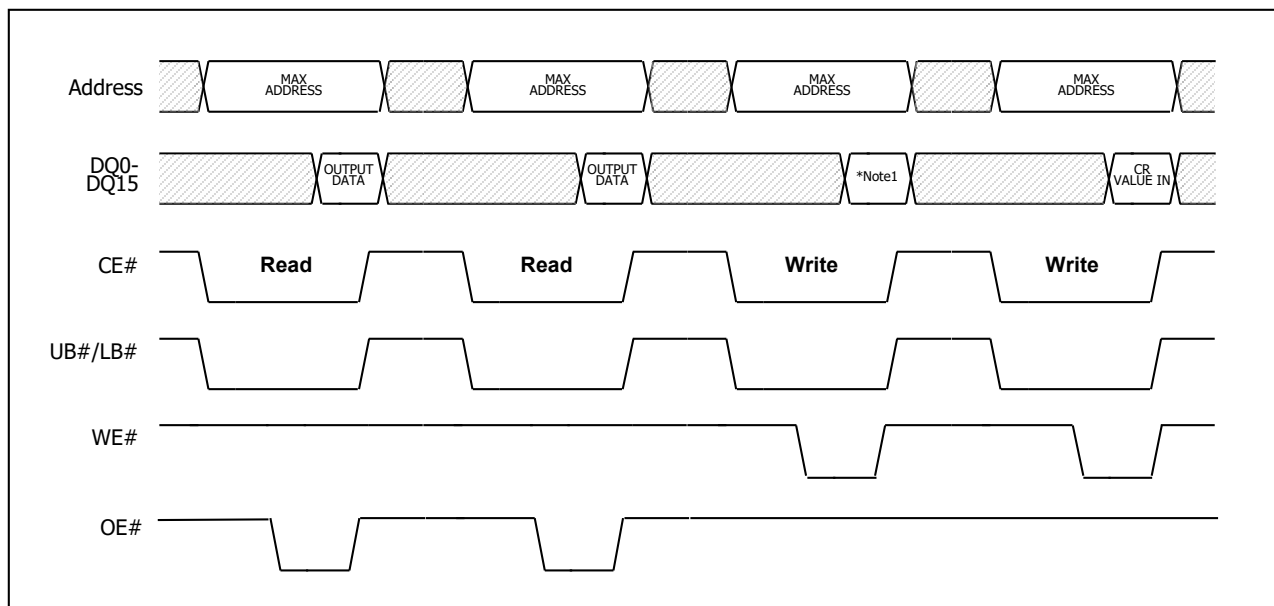 Address
MAX
ADDRESS
MAX
ADDRESS
MAX
ADDRESS
MAX
ADDRESS
DQ0-
DQ15
OUTPUT
DATA
OUTPUT
DATA
*Note1
CR
VALUE IN
CE#
Read
Read
Write
Write
UB#/LB#
WE#
OE#